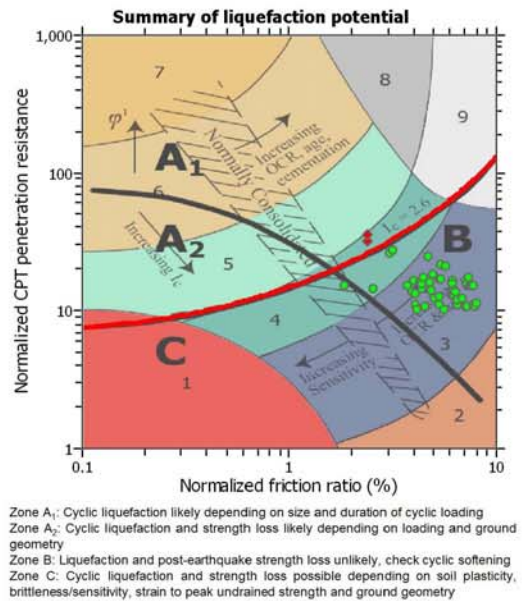 Summary of liquefaction potential
1,000
7
8
9
φ'
Normally Consolidated
Increasing
OCR, age,
cementation
100
A1
6
A2
Increasing Ic
5
Ic = 2.6
B
Normalized CPT penetration resistance
10
4
OCR &
C
1
Increasing
Sensitivity
3
2
1
0.1
1
10
Normalized friction ratio (%)
Zone A1: Cyclic liquefaction likely depending on size and duration of cyclic loading
Zone A2: Cyclic liquefaction and strength loss likely depending on loading and ground
geometry
Zone B: Liquefaction and post-earthquake strength loss unlikely, check cyclic softening
Zone C: Cyclic liquefaction and strength loss possible depending on soil plasticity,
brittleness/sensitivity, strain to peak undrained strength and ground geometry